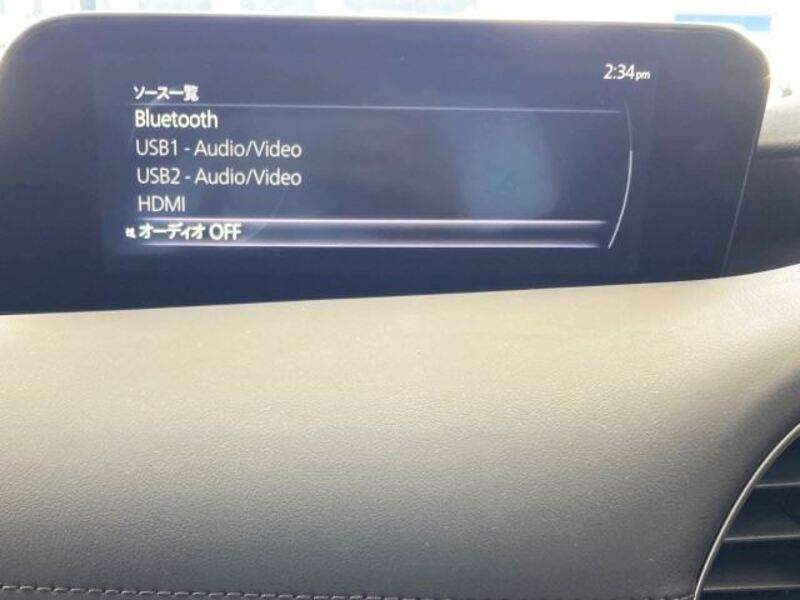 2:34pm
ソース一覧
Bluetooth
USB1 - Audio/Video
USB2 - Audio/Video
HDMI
オーディオ OFF